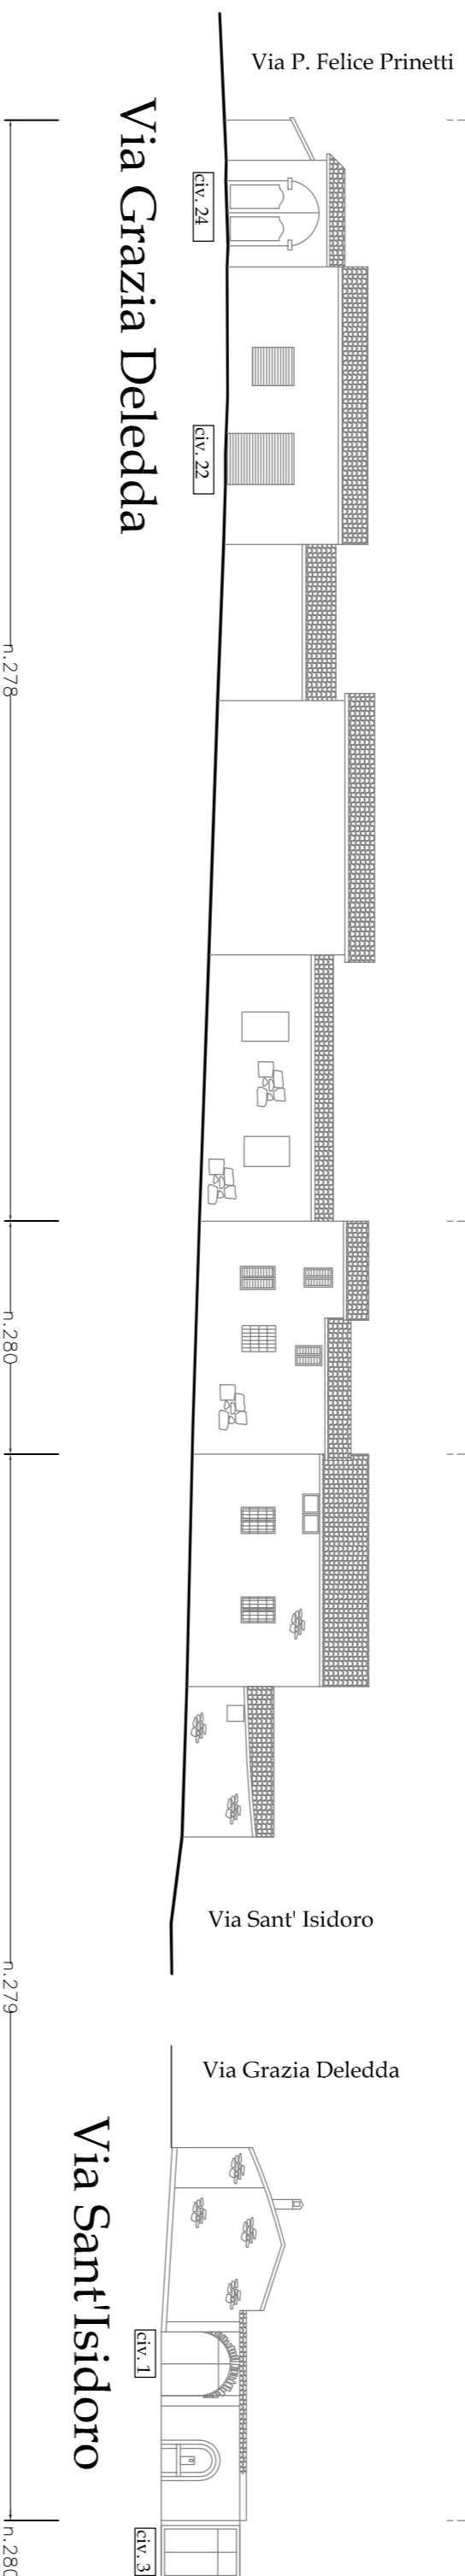 Via P. Felice Prinetti
civ. 24
Via Grazia Deledda
civ. 22
n.278
n.280
Via Sant' Isidoro
n.279
Via Grazia Deledda
Via Sant'Isidoro
civ. 1
civ. 3
n.280